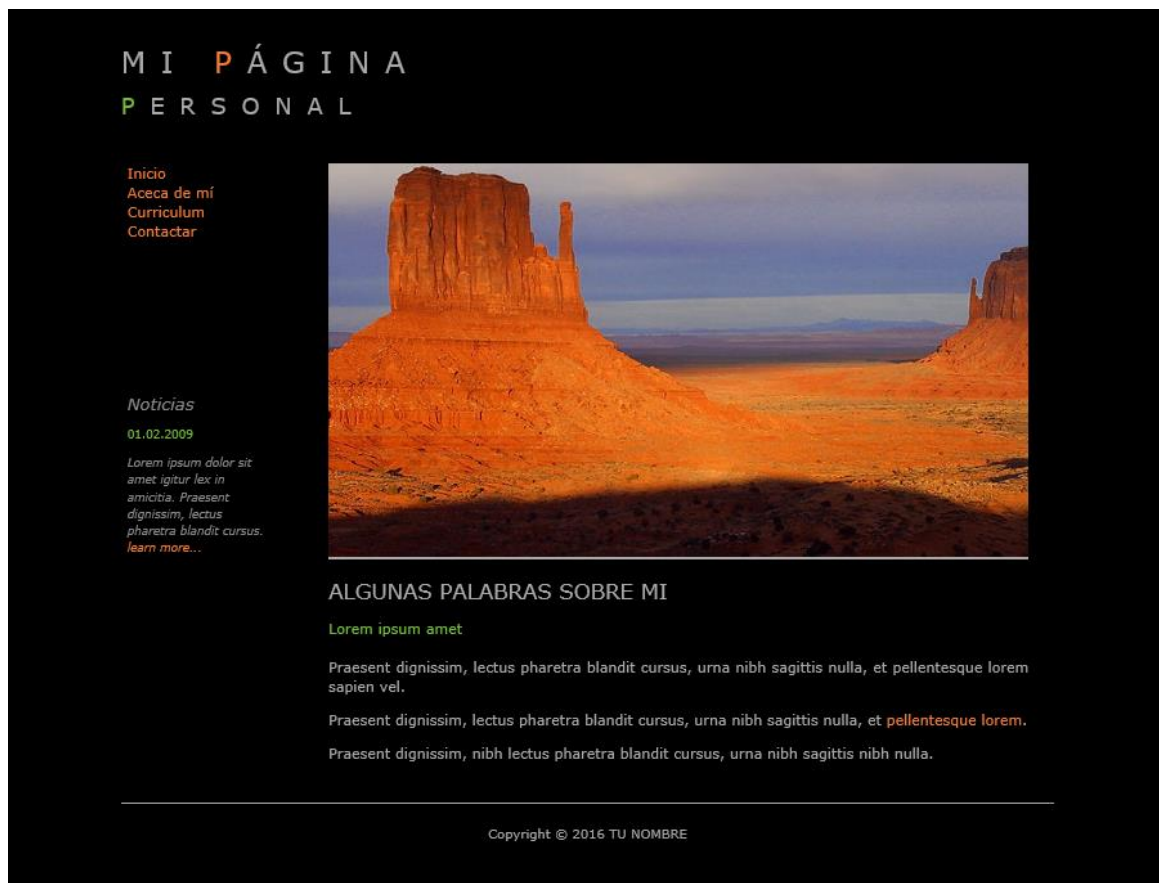 MI PÁGINA
PERSONAL
Inicio
Aceca de mí
Curriculum
Contactar
Noticias
01.02.2009
Lorem ipsum dolor sit
amet igitur lex in
amicitia. Praesent
dignissim, lectus
pharetra blandit cursus.
learn more...
ALGUNAS PALABRAS SOBRE MI
Lorem ipsum amet
Praesent dignissim, lectus pharetra blandit cursus, urna nibh sagittis nulla, et pellentesque lorem
sapien vel.
Praesent dignissim, lectus pharetra blandit cursus, urna nibh sagittis nulla, et pellentesque lorem.
Praesent dignissim, nibh lectus pharetra blandit cursus, urna nibh sagittis nibh nulla.
Copyright © 2016 TU NOMBRE